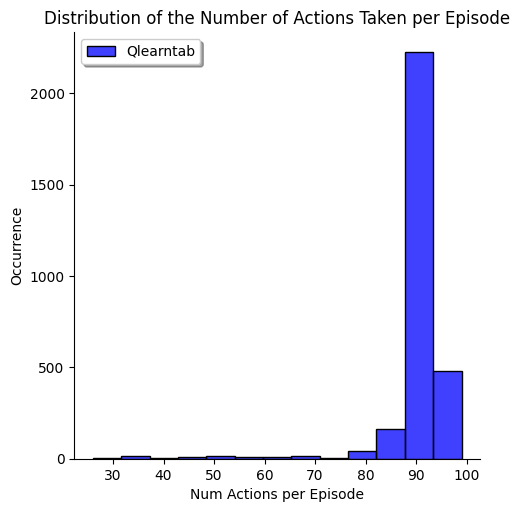 Distribution of the Number of Actions Taken per Episode
Qlearntab
2000
1500
1000
500
0
Occurrence
30 40 50 60 70 80 90 100
Num Actions per Episode